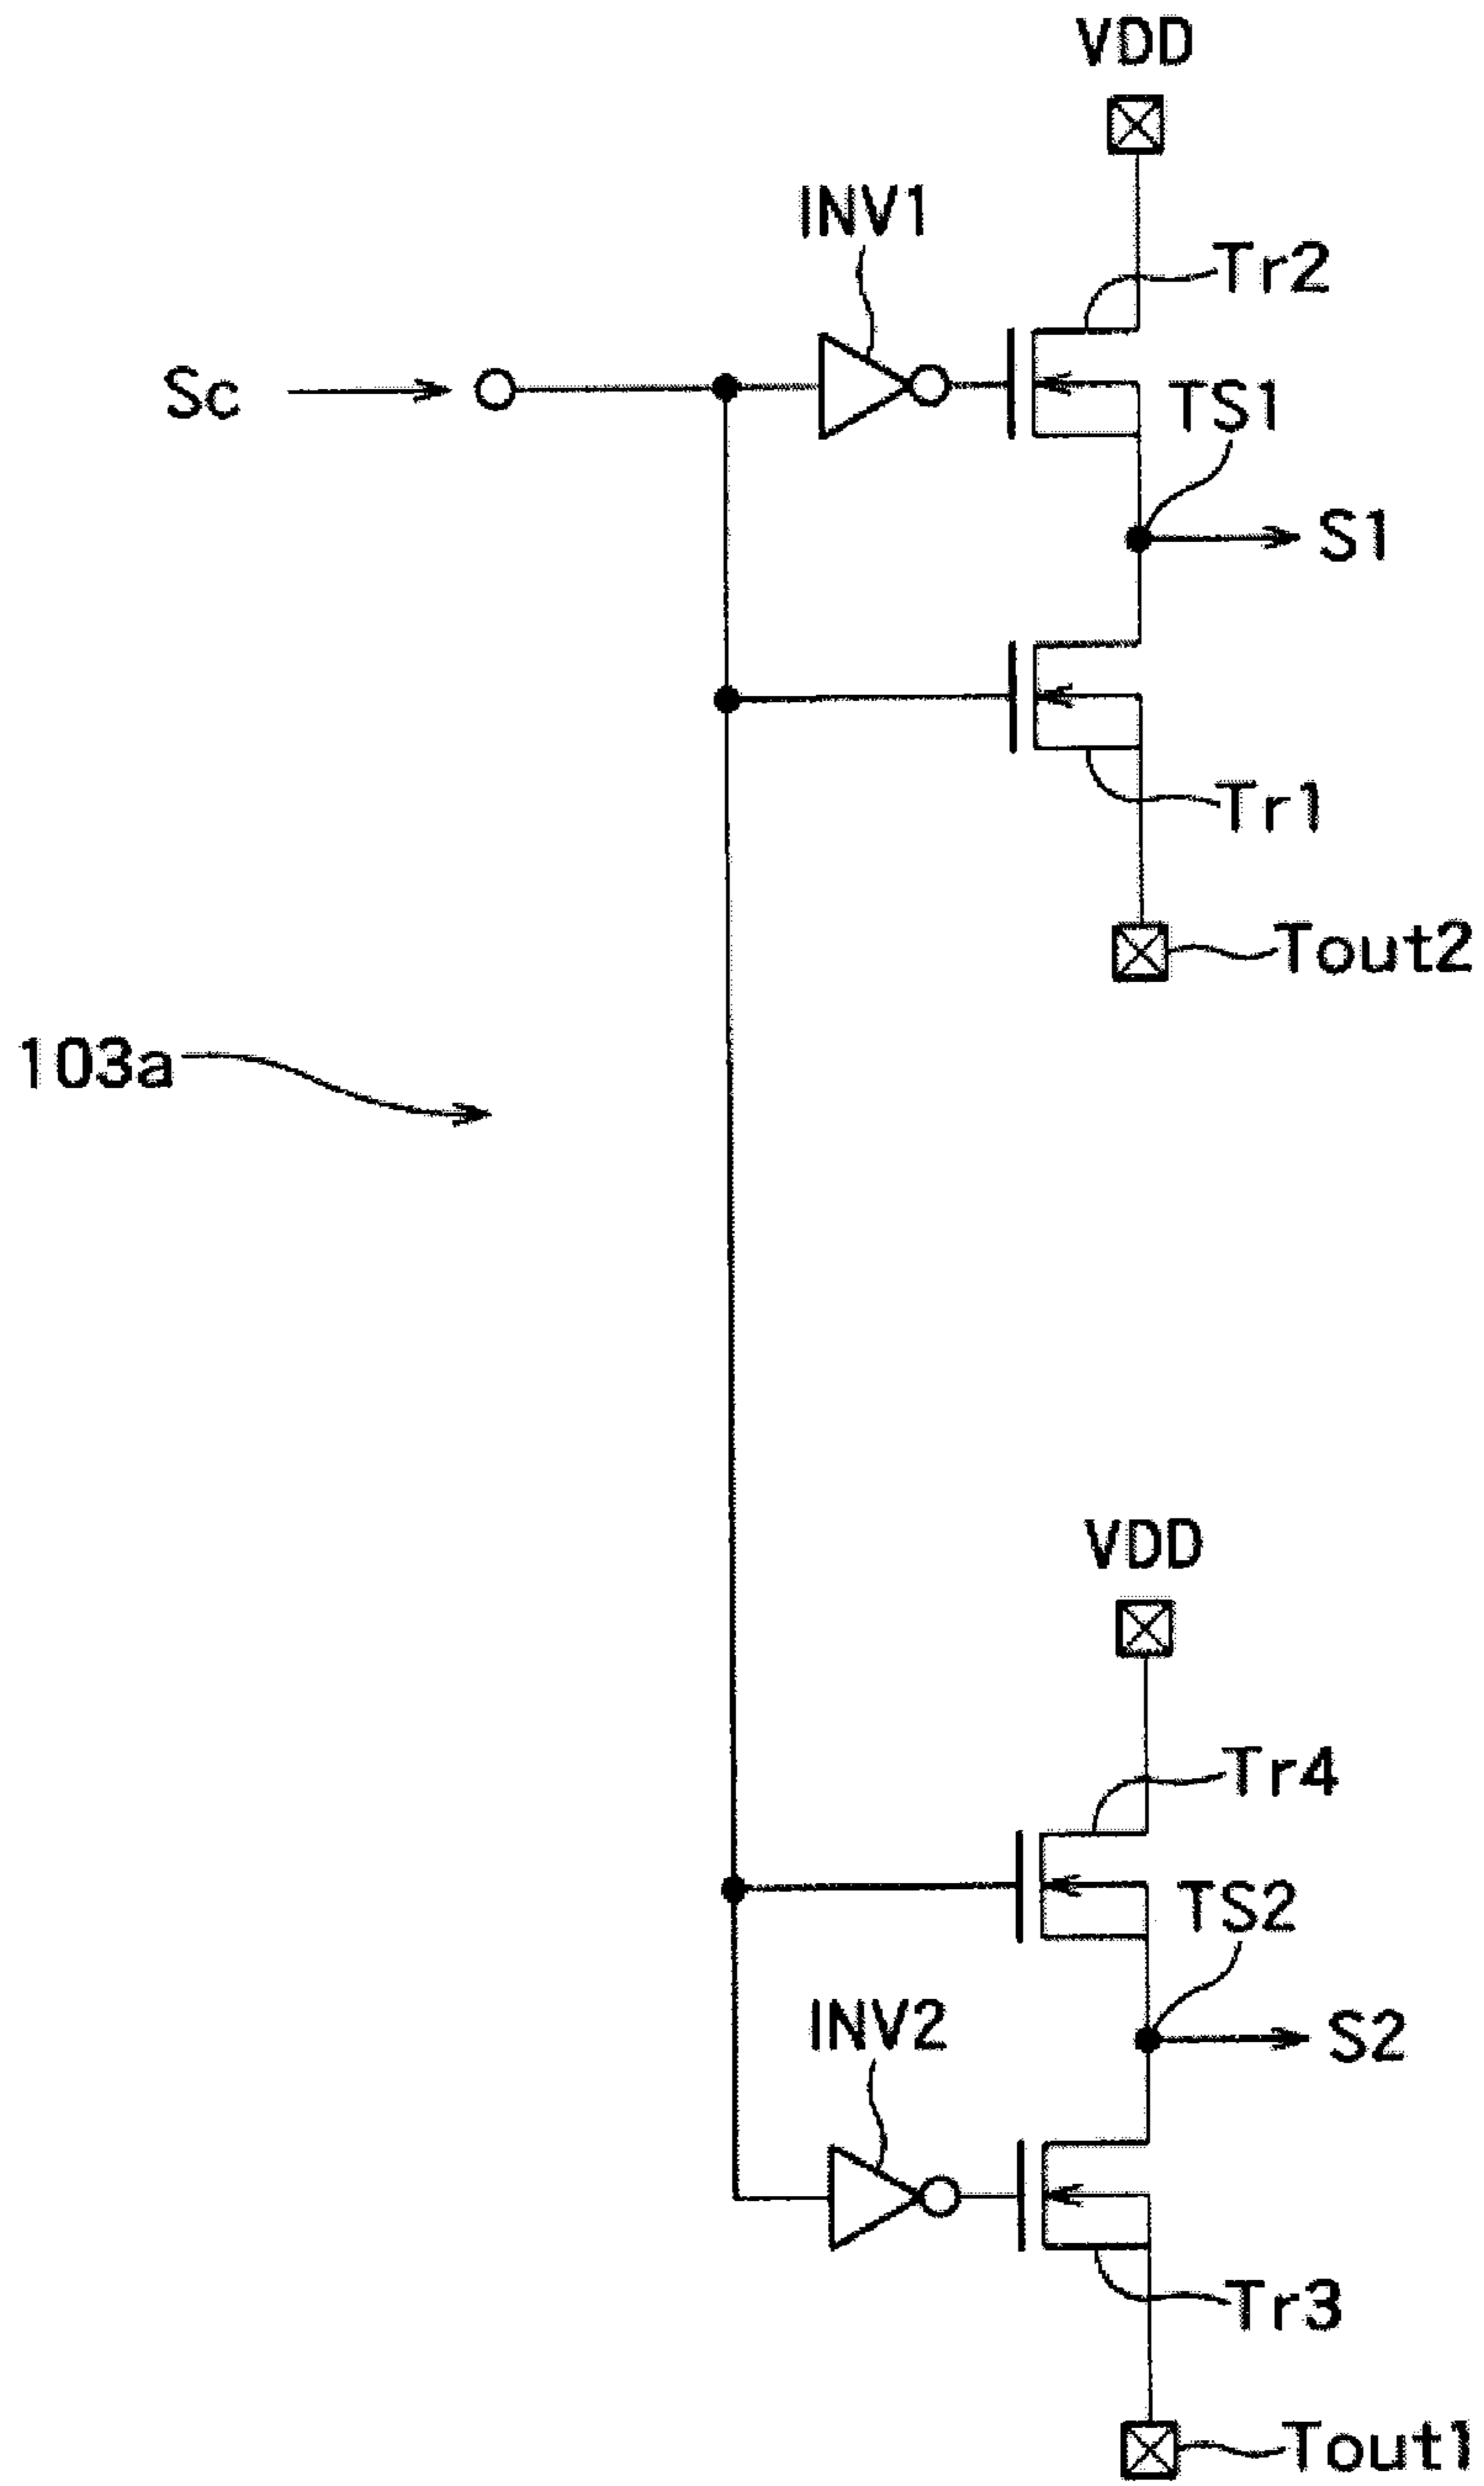 VDD
INV1
Tr2
Sc
TS1
S1
Tr1
Tout2
103a
VDD
Tr4
TS2
INV2
S2
Tr3
Tout1